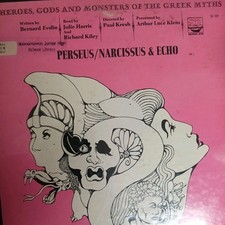 HEROES, GODS AND MONSTERS OF THE GREEK MYTHS
Written by
Bernard Evslin
Read by
Julie Harris
And
Richard Kiley
Directed by
Paul Kresh
Presented by
Arthur Luce Klein
PERSEUS/NARCISSUS & ECHO